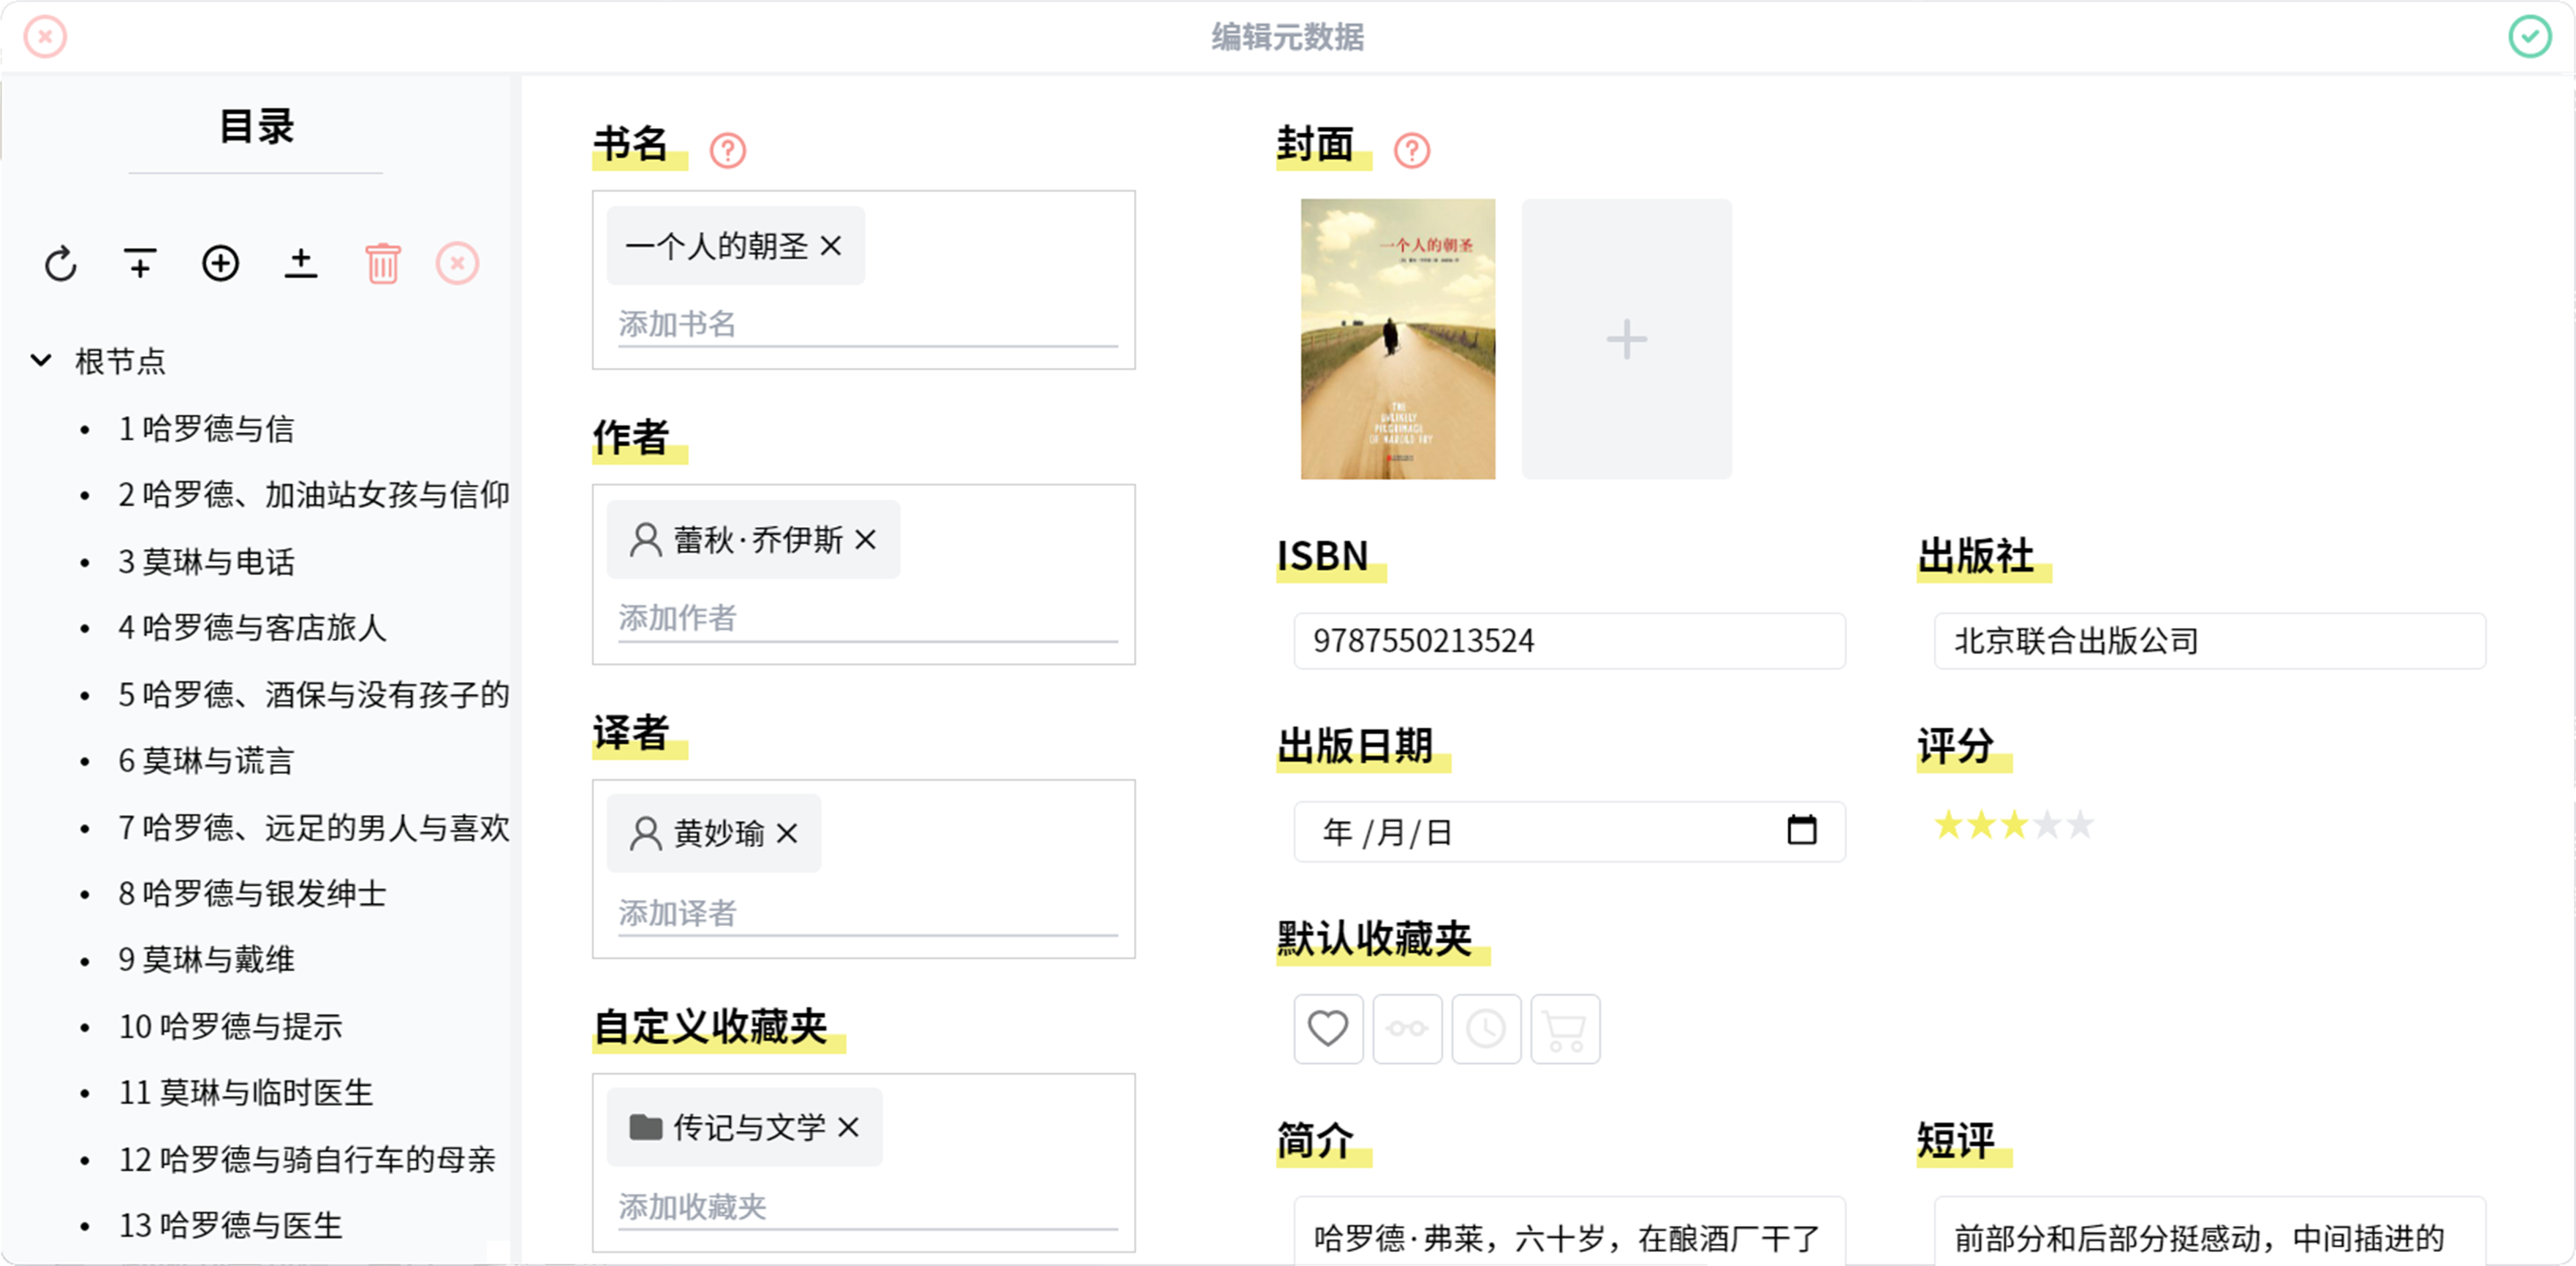 编辑元数据
目录
根节点
1 哈罗德与信
2 哈罗德、加油站女孩与信仰
3 莫琳与电话
4 哈罗德与客店旅人
5 哈罗德、酒保与没有孩子的
6 莫琳与谎言
7 哈罗德、远足的男人与喜欢
8 哈罗德与银发绅士
9 莫琳与戴维
10 哈罗德与提示
11 莫琳与临时医生
12 哈罗德与骑自行车的母亲
13 哈罗德与医生
书名
一个人的朝圣
添加书名
作者
蕾秋·乔伊斯
添加作者
译者
黄妙瑜
添加译者
自定义收藏夹
传记与文学
添加收藏夹
封面
一个人的朝圣
THE
UNLIKELY
PILGRIMAGE
OF HAROLD FRY
ISBN
9787550213524
出版社
北京联合出版公司
出版日期
年/月/日
评分
默认收藏夹
简介
哈罗德·弗莱，六十岁，在酿酒厂干了
短评
前部分和后部分挺感动，中间插进的